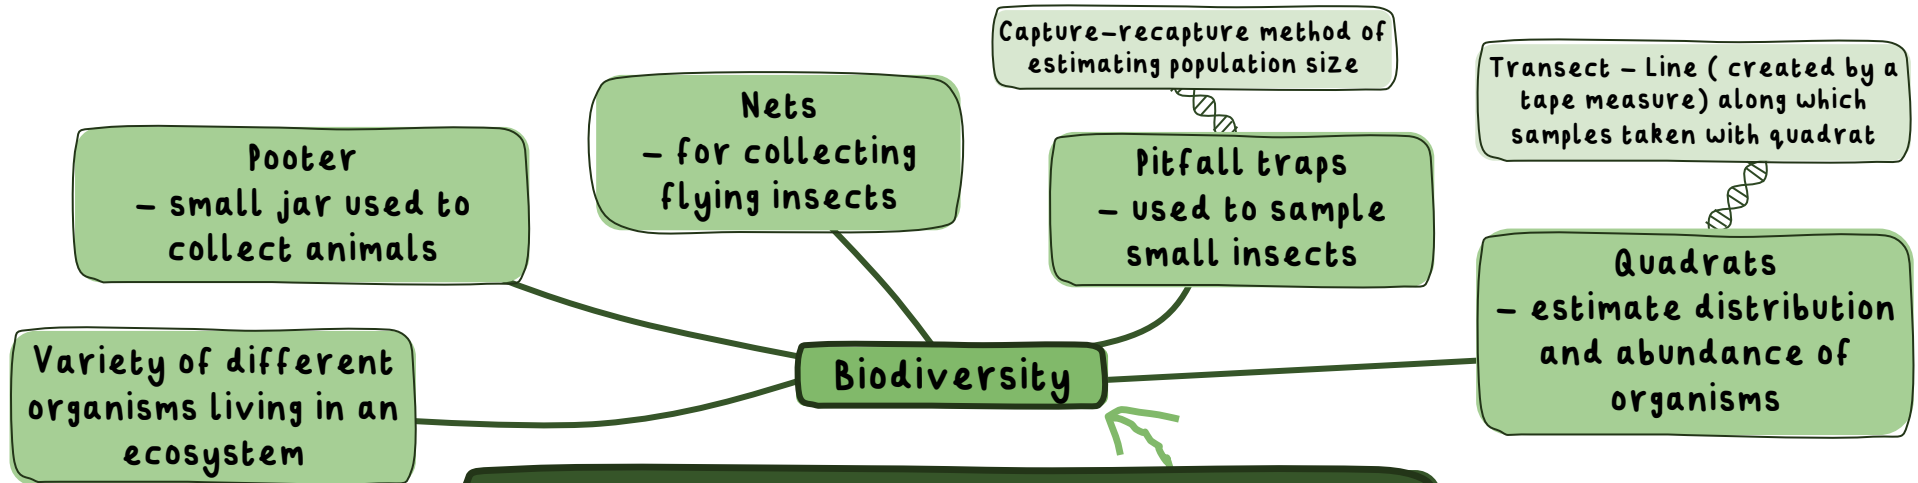 Capture-recapture method of
estimating population size
Transect - Line ( created by a
tape measure) along which
samples taken with quadrat
Nets
- for collecting
flying insects
Pooter
- small jar used to
collect animals
Pitfall traps
- used to sample
small insects
Quadrats
- estimate distribution
and abundance of
organisms
Variety of different
organisms living in an
ecosystem
Biodiversity